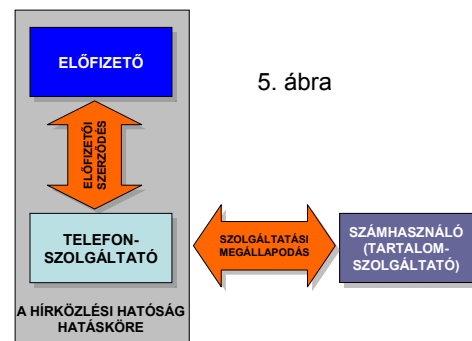 ELŐFIZETŐ
5. ábra
ELŐFIZETŐI
SZERZŐDÉS
TELEFON-
SZOLGÁLTATÓ
SZOLGÁLTATÁSI
MEGÁLLAPODÁS
SZÁMHASZNÁLÓ
(TARTALOM-
SZOLGÁLTATÓ)
A HÍRKÖZLÉSI HATÓSÁG
HATÁSKÖRE